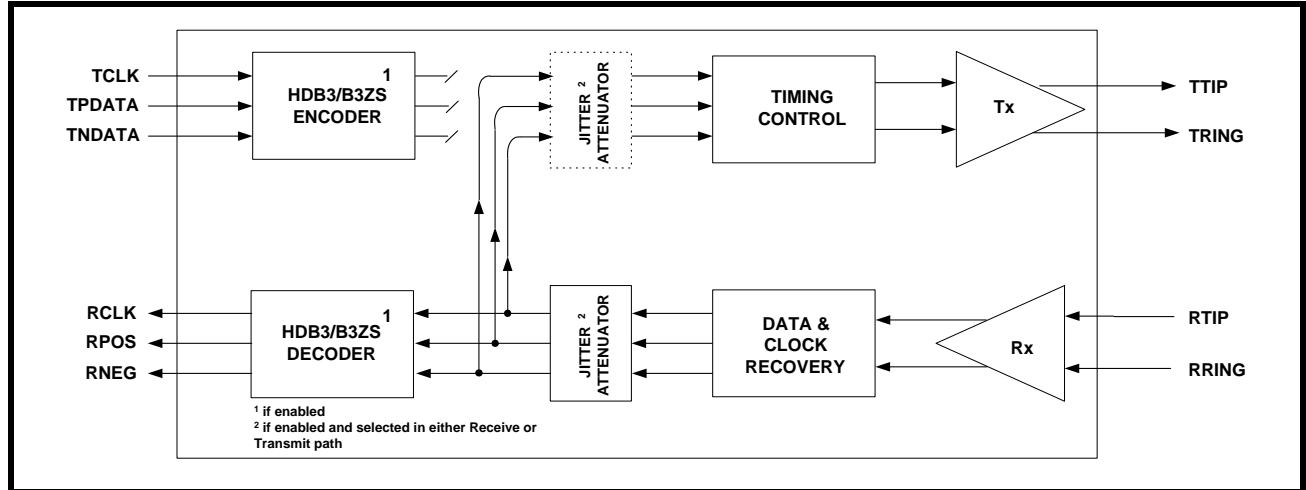 TCLK
TPDATA
TNDATA
1
HDB3/B3ZS
ENCODER
JITTER 2
ATTENUATOR
TIMING
CONTROL
Tx
TTIP
TRING
RCLK
RPOS
RNEG
1
HDB3/B3ZS
DECODER
JITTER 2
ATTENUATOR
DATA &
CLOCK
RECOVERY
Rx
RTIP
RRING
1 if enabled
2 if enabled and selected in either Receive or
Transmit path